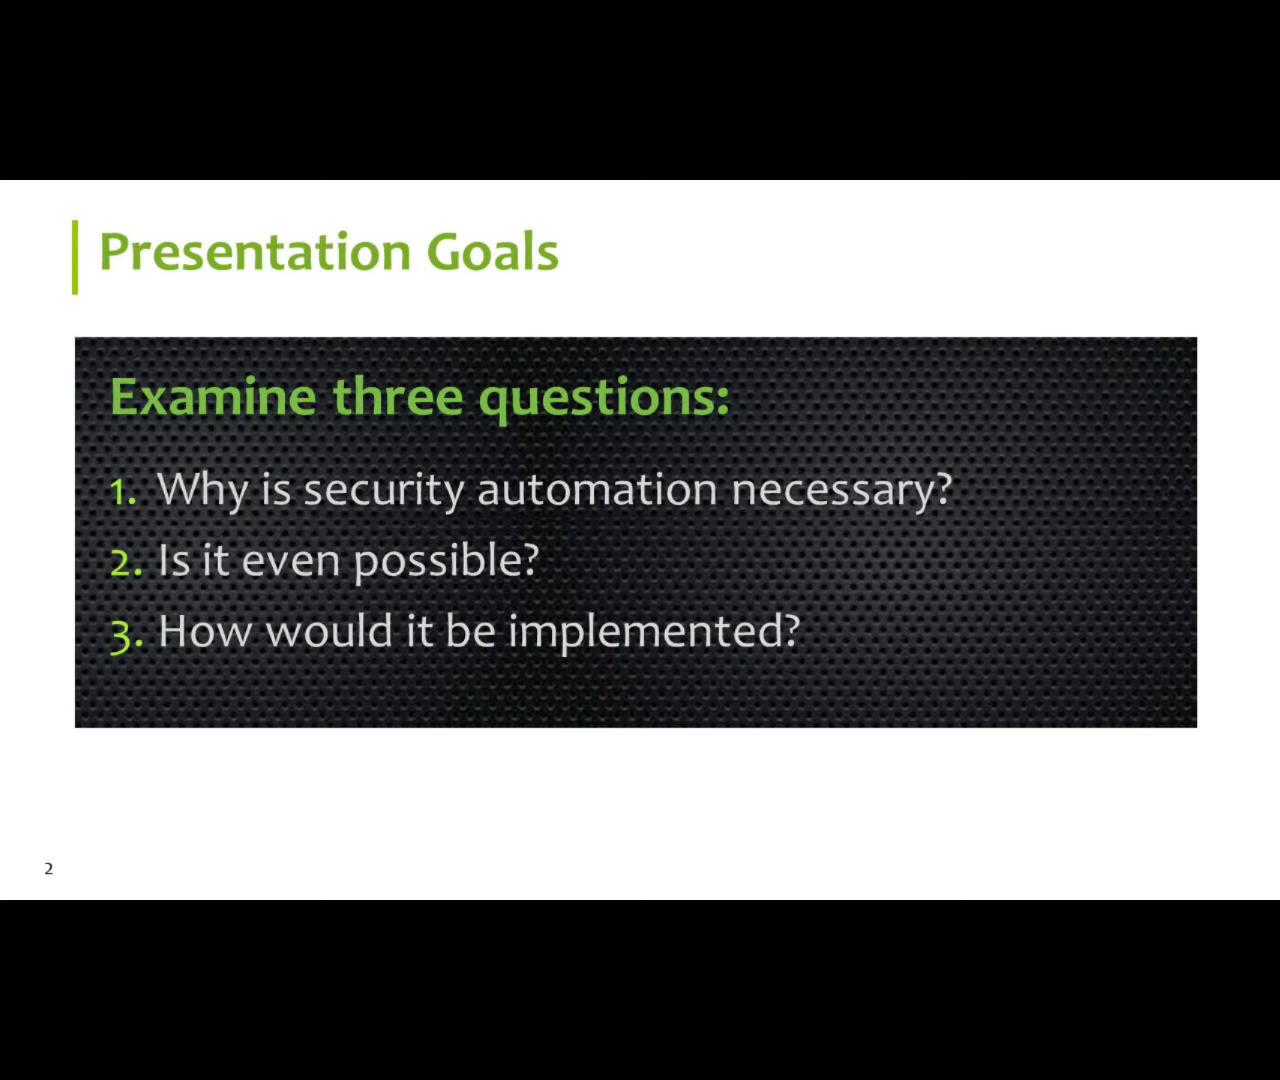 Presentation Goals
Examine three questions:
1. Why is security automation necessary?
2. Is it even possible?
3. How would it be implemented?
2